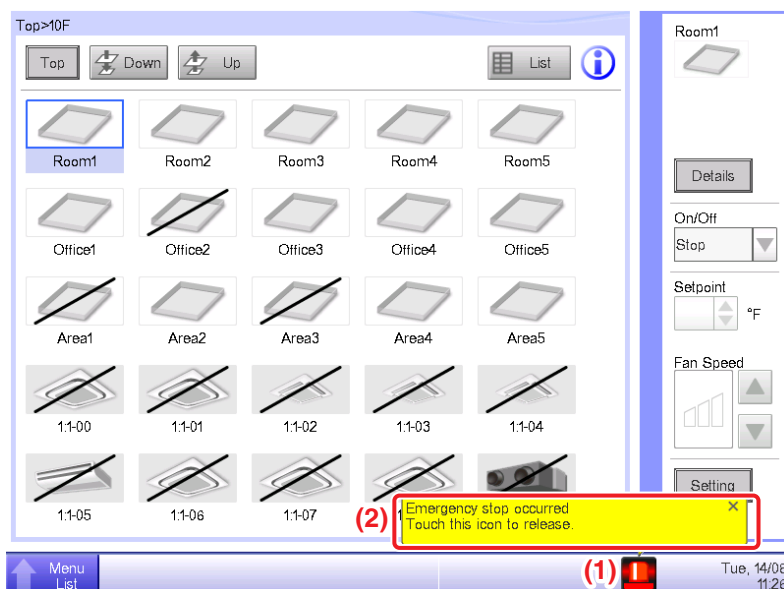 Top>10F
Top
Down
Up
List
Room1
Room2
Room3
Room4
Room5
Office1
Office2
Office3
Office4
Office5
Area1
Area2
Area3
Area4
Area5
1:1-00
1:1-01
1:1-02
1:1-03
1:1-04
1:1-05
1:1-06
1:1-07
Room1
Details
On/Off
Stop
Setpoint
°F
Fan Speed
Setting
(2)
Emergency stop occurred
Touch this icon to release.
Menu
List
(1)
Tue, 14/08
11:26